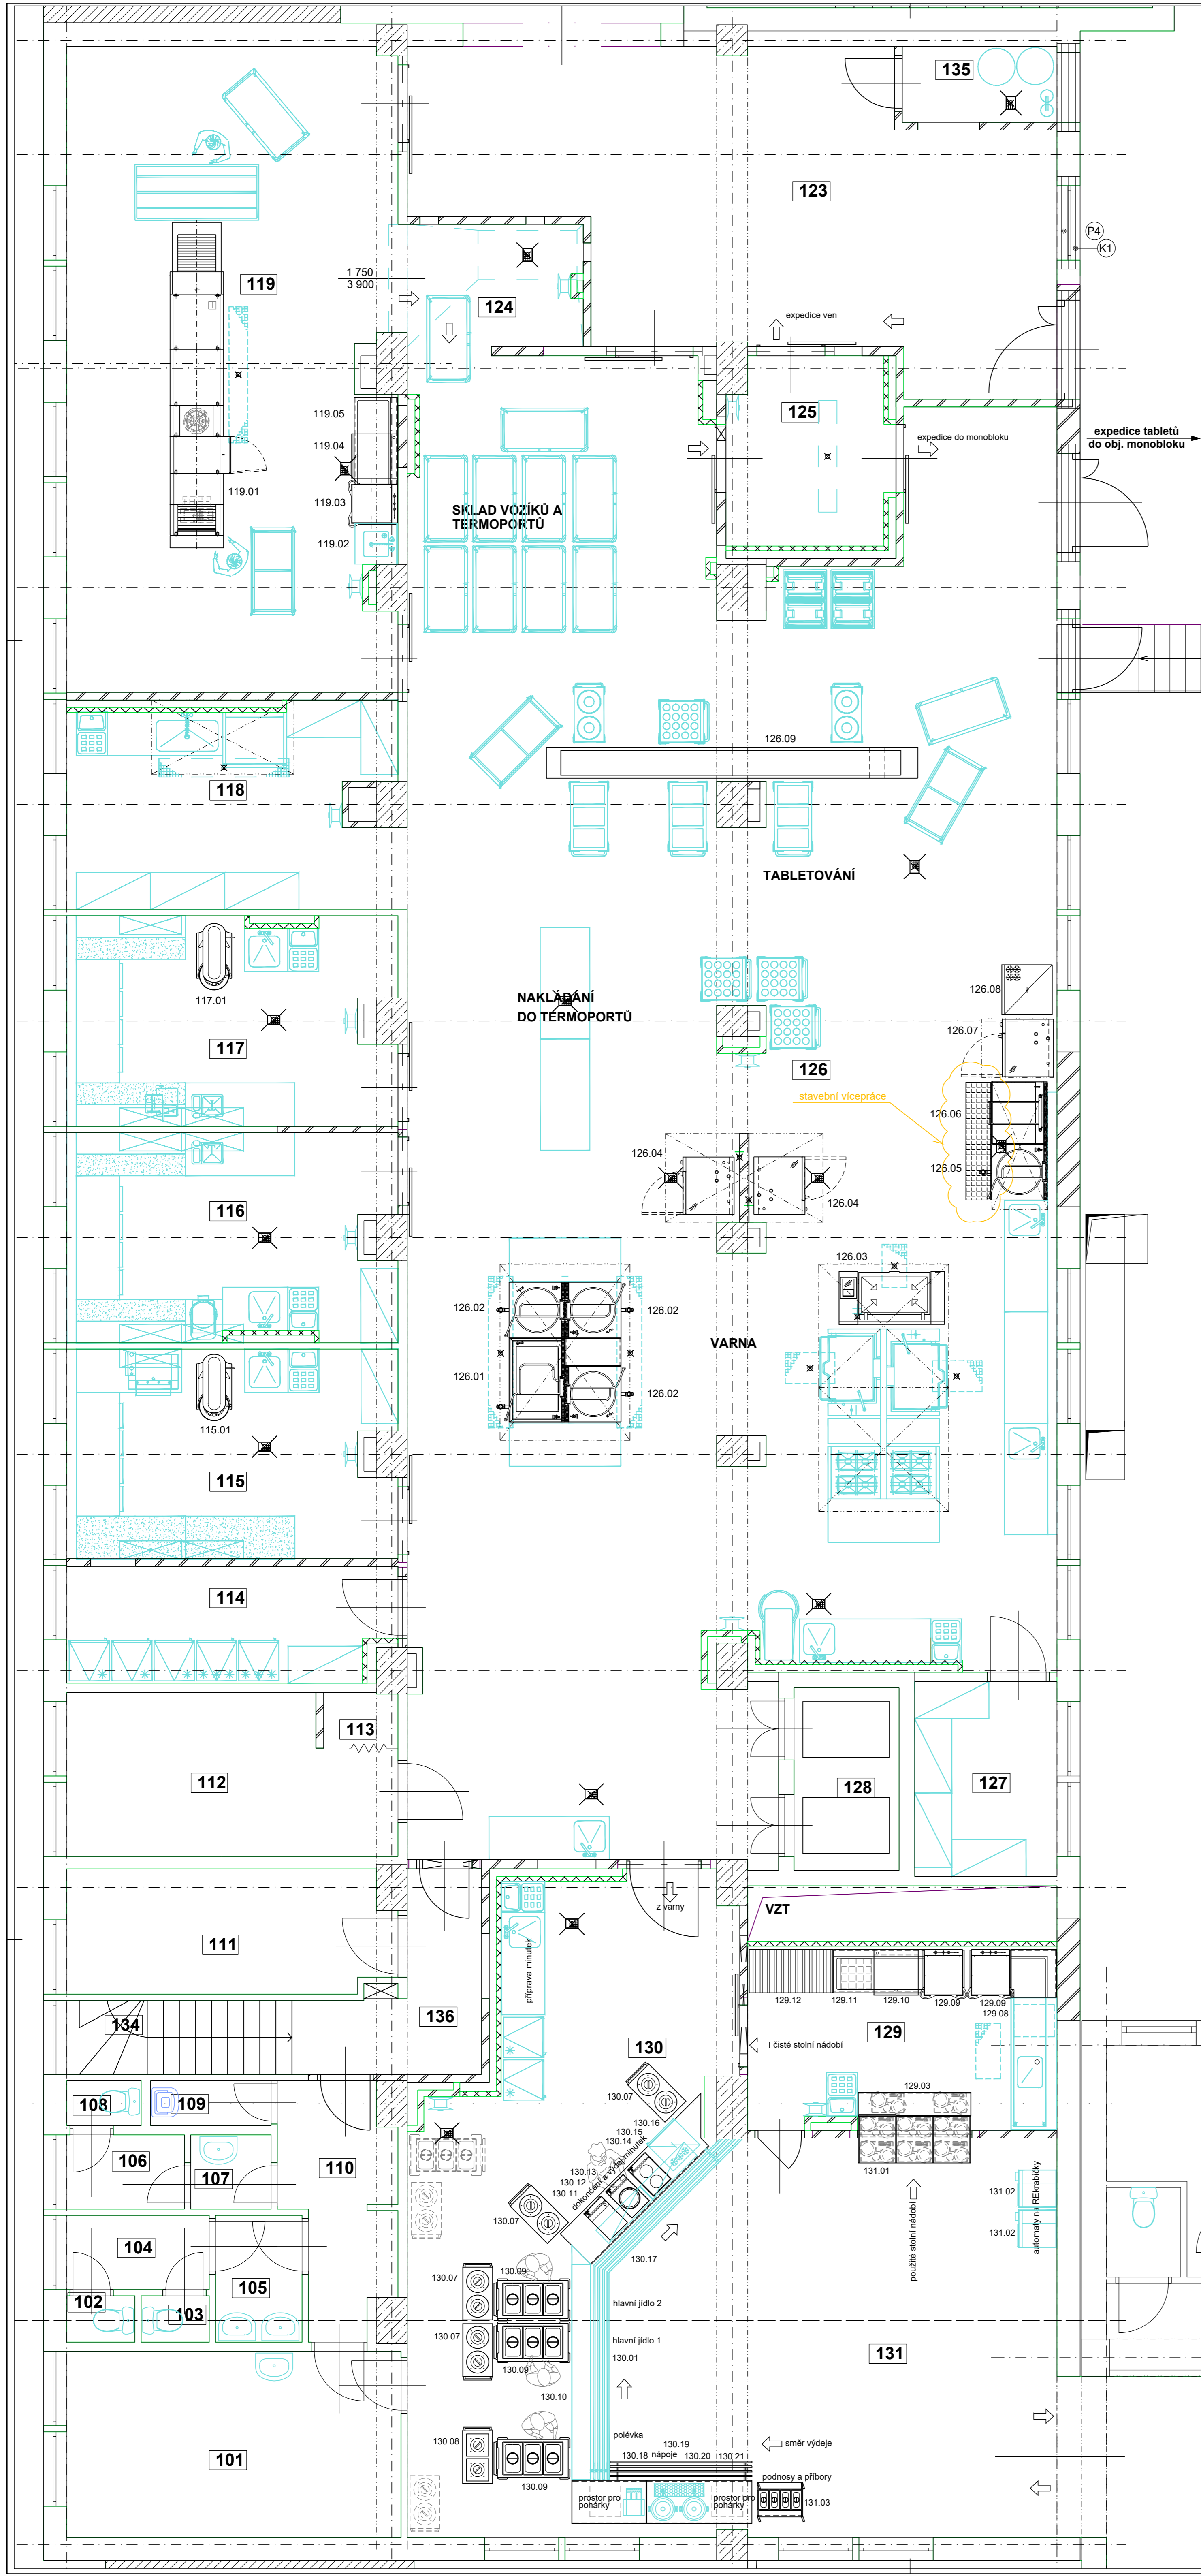 135
123
P4
K1
119
1 750
3 900
124
expedice ven
119.05
119.04
119.03
119.02
119.01
125
expedice do monobloku
expedice tabletů
do obj. monobloku
SKLAD VOZÍKŮ A
TERMOPORTŮ
126.09
118
TABLETOVÁNÍ
117.01
NAKLÁDÁNÍ
DO TERMOPORTŮ
126.08
126.07
117
126
stavební vícepráce
126.06
126.05
126.04
126.04
116
126.03
126.02
126.02
VARNA
126.01
126.02
115.01
115
114
113
112
128
127
z varny
VZT
111
příprava minutek
129.12
129.11
129.10
129.09
129.09
129.08
134
136
130
čisté stolní nádobí
129
108
109
130.07
129.03
130.16
130.15
130.14
130.13
130.12
130.11
dokončení a výdej minutek
106
107
110
131.01
131.02
131.02
automaty na REkrabičky
použité stolní nádobí
130.07
104
130.17
105
130.07
130.09
102
103
hlavní jídlo 2
130.07
hlavní jídlo 1
130.01
130.09
130.10
131
polévka
130.08
101
130.09
130.19
130.18
nápoje
130.20
130.21
směr výdeje
podnosy a příbory
prostor pro
pohárky
prostor pro
pohárky
131.03